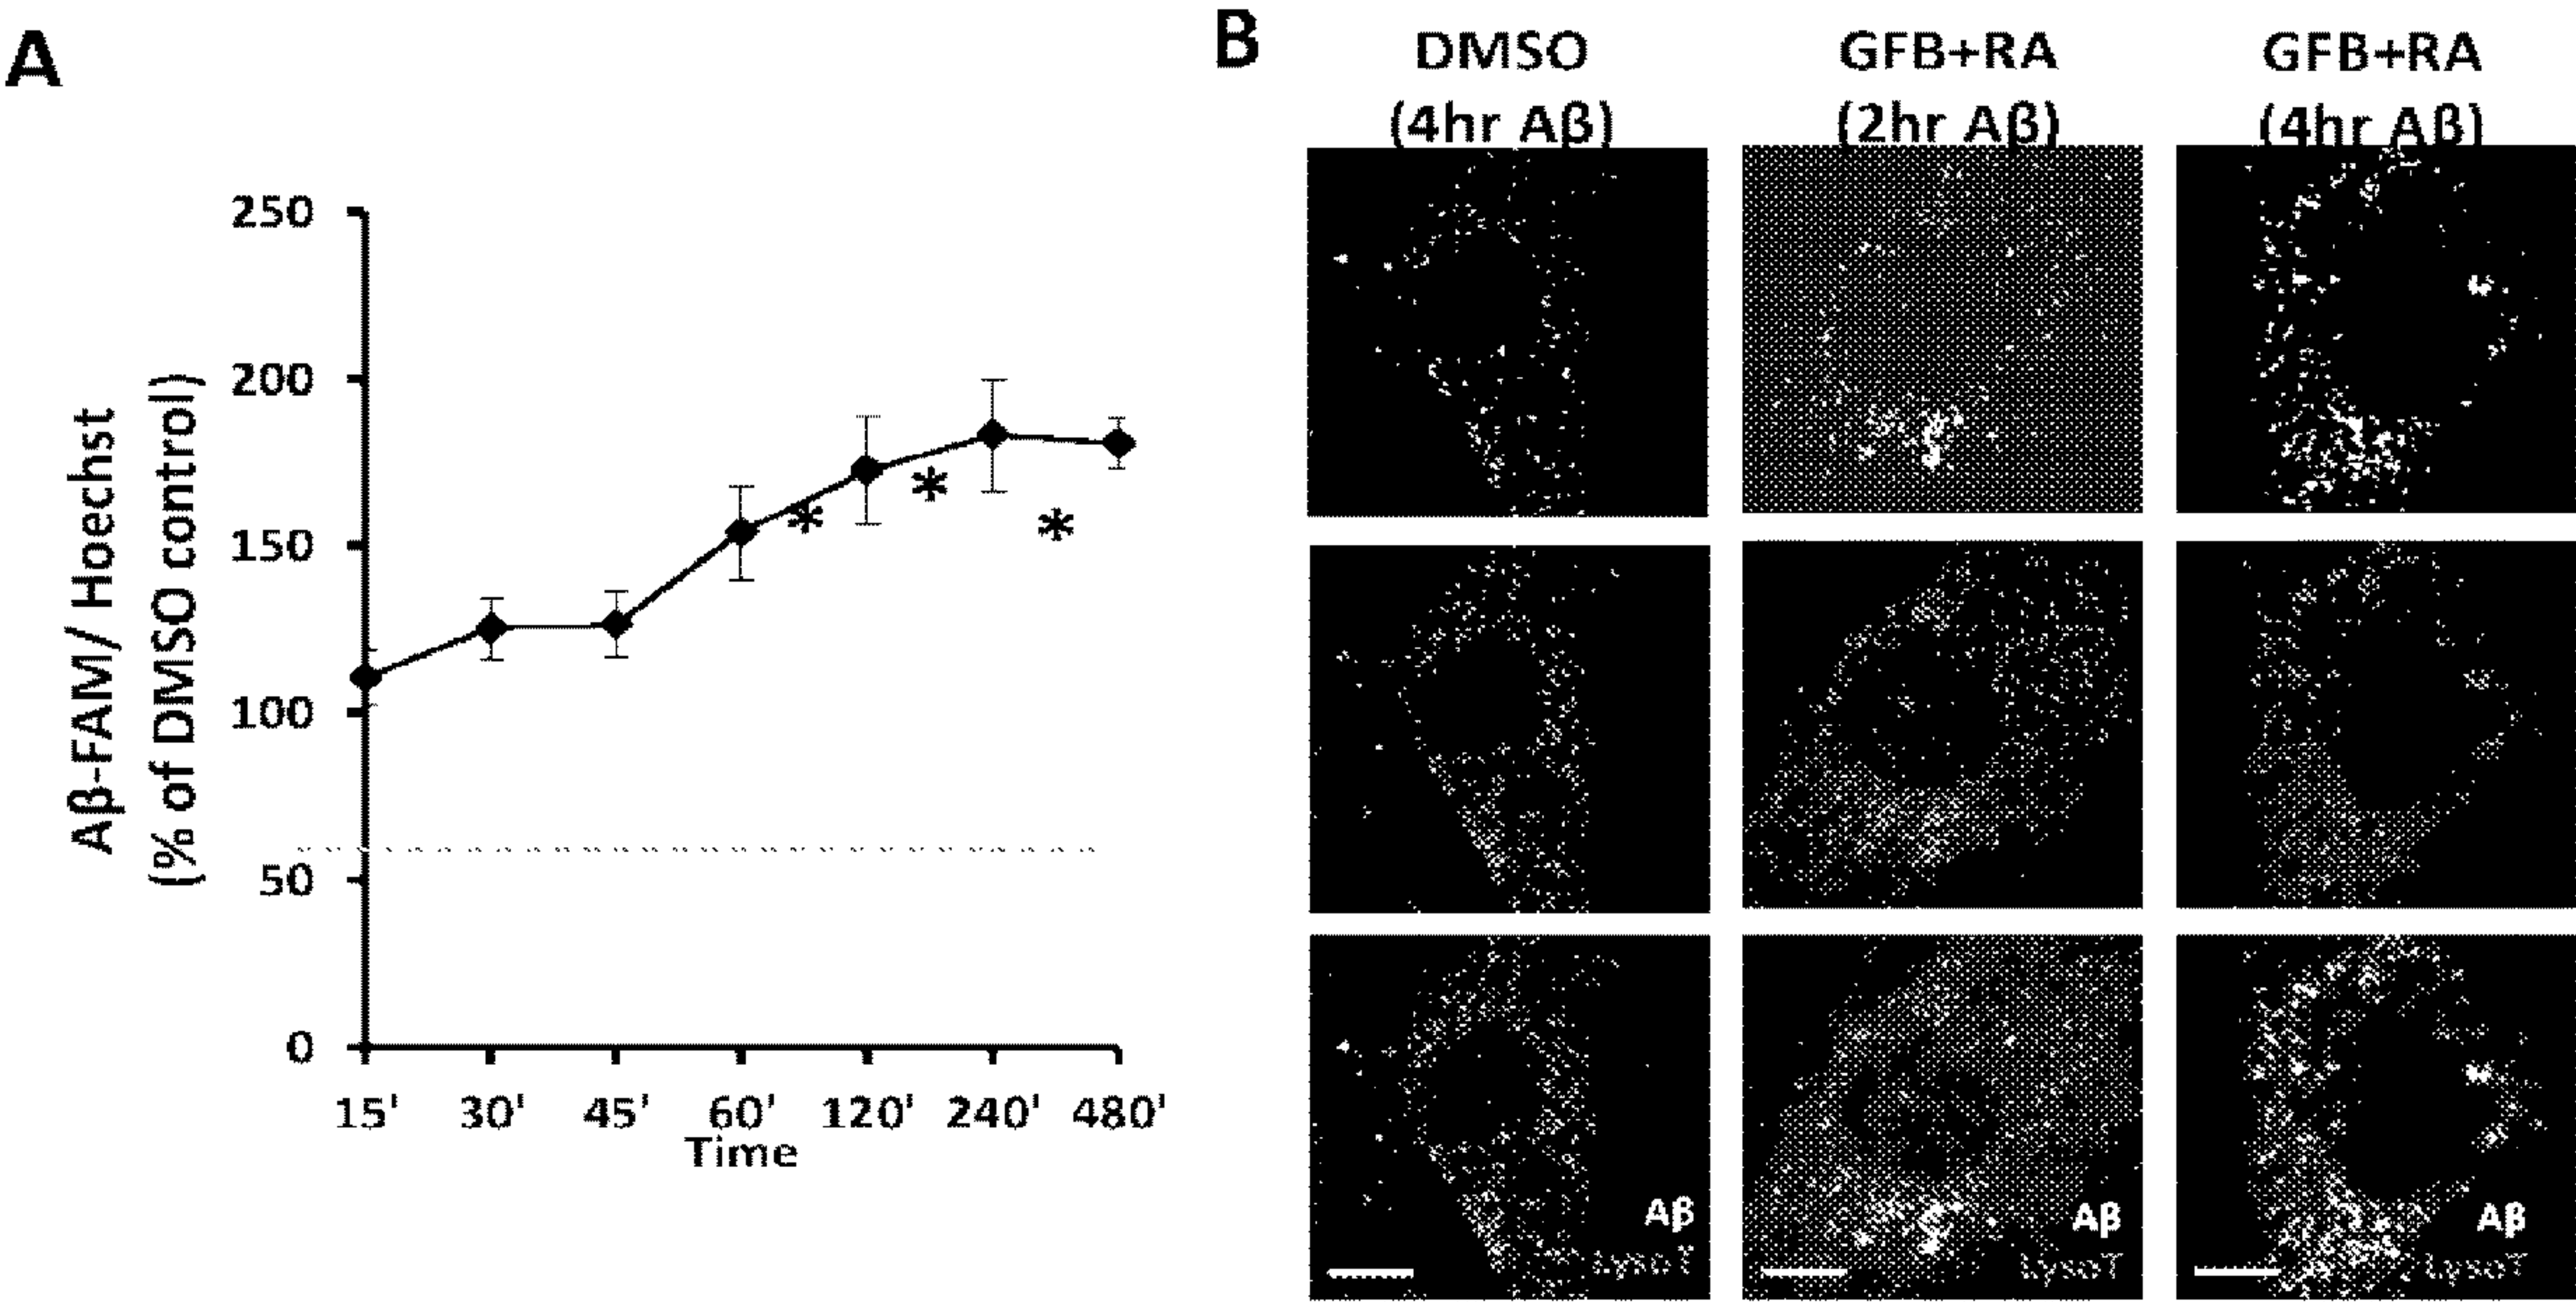 A
Aβ-FAM/ Hoechst
(% of DMSO control)
250
200
150
100
50
0
*
*
*
15' 30' 45' 60' 120' 240' 480'
Time
B
DMSO
(4hr Aβ)
GFB+RA
(2hr Aβ)
GFB+RA
(4hr Aβ)
Aβ
LysoT
Aβ
LysoT
Aβ
LysoT